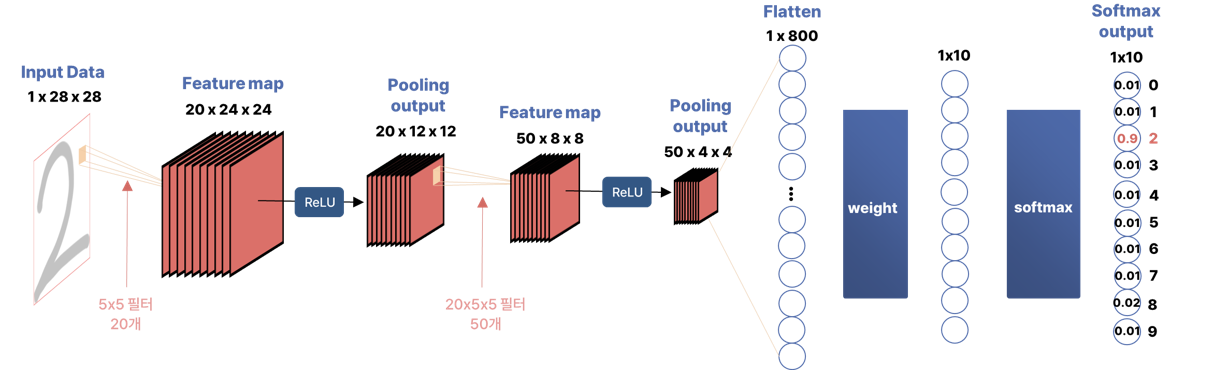 Input Data
1 x 28 x 28
5x5 필터
20개
Feature map
20 x 24 x 24
ReLU
Pooling
output
20 x 12 x 12
20x5x5 필터
50개
Feature map
50 x 8 x 8
ReLU
Pooling
output
50 x 4 x 4
Flatten
1 x 800
weight
1x10
softmax
Softmax
output
1x10
0.01 0
0.01 1
0.9 2
0.01 3
0.01 4
0.01 5
0.01 6
0.01 7
0.02 8
0.01 9
2